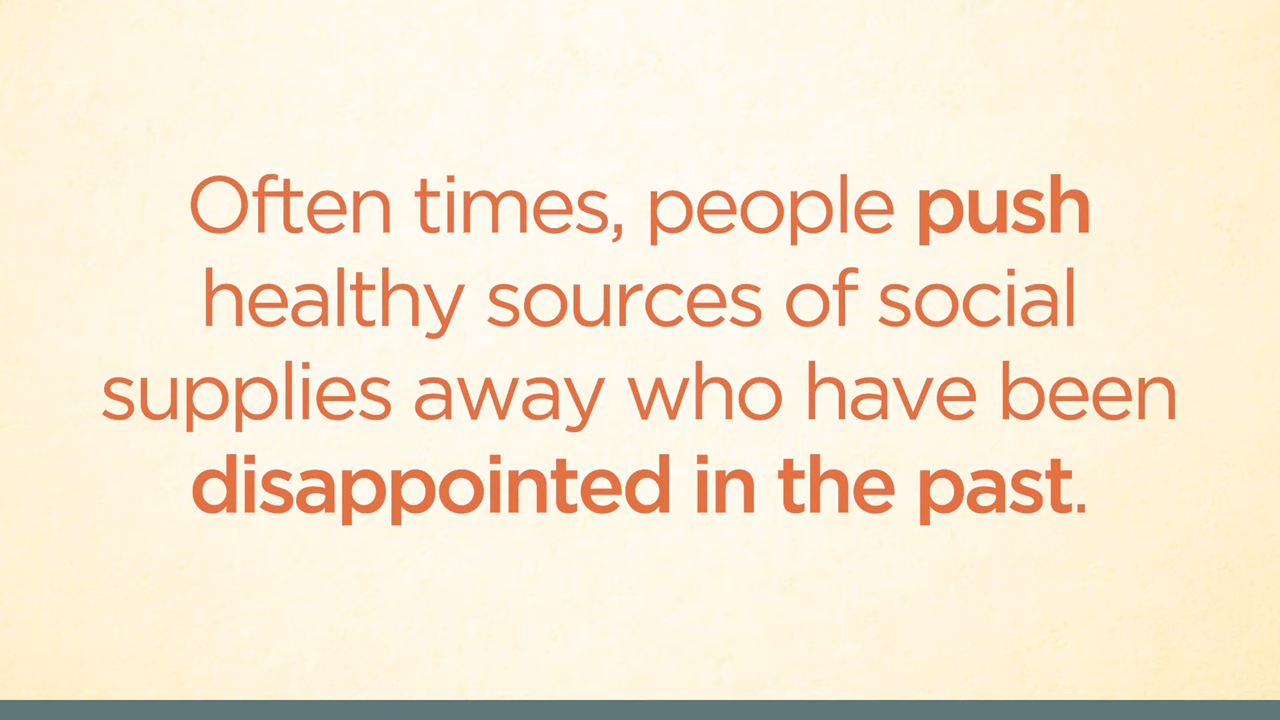 Often times, people push
healthy sources of social
supplies away who have been
disappointed in the past.